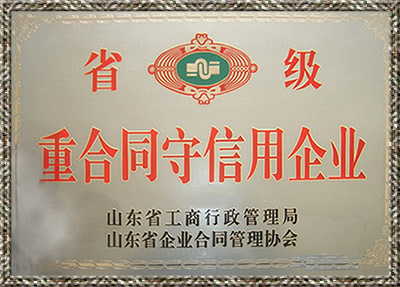 省级
重合同守信用企业
山东省工商行政管理局
山东省企业合同管理协会